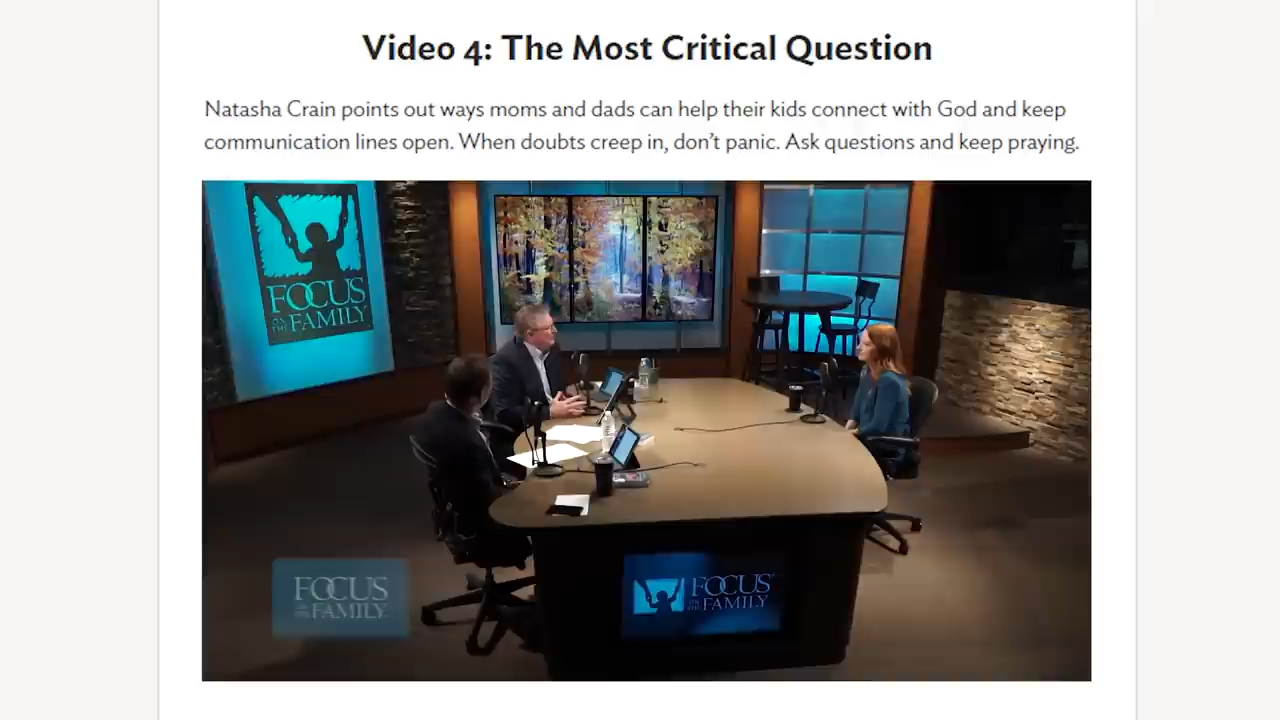 Video 4: The Most Critical Question
Natasha Crain points out ways moms and dads can help their kids connect with God and keep
communication lines open. When doubts creep in, don’t panic. Ask questions and keep praying.
FOCUS
ON THE FAMILY
FOCUS
ON THE FAMILY
FOCUS
ON THE FAMILY